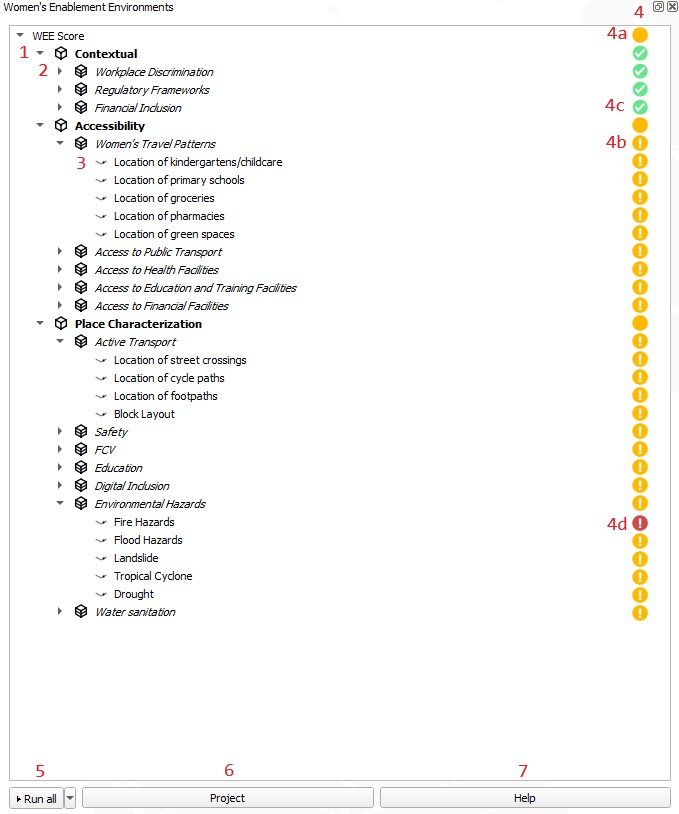 Women's Enablement Environments
4
WEE Score 4a
1 Contextual
2 Workplace Discrimination
Regulatory Frameworks
Financial Inclusion 4c
Accessibility
Women's Travel Patterns 4b
3 Location of kindergartens/childcare
Location of primary schools
Location of groceries
Location of pharmacies
Location of green spaces
Access to Public Transport
Access to Health Facilities
Access to Education and Training Facilities
Access to Financial Facilities
Place Characterization
Active Transport
Location of street crossings
Location of cycle paths
Location of footpaths
Block Layout
Safety
FCV
Education
Digital Inclusion
Environmental Hazards
Fire Hazards 4d
Flood Hazards
Landslide
Tropical Cyclone
Drought
Water sanitation
5 6 7
Run all Project Help